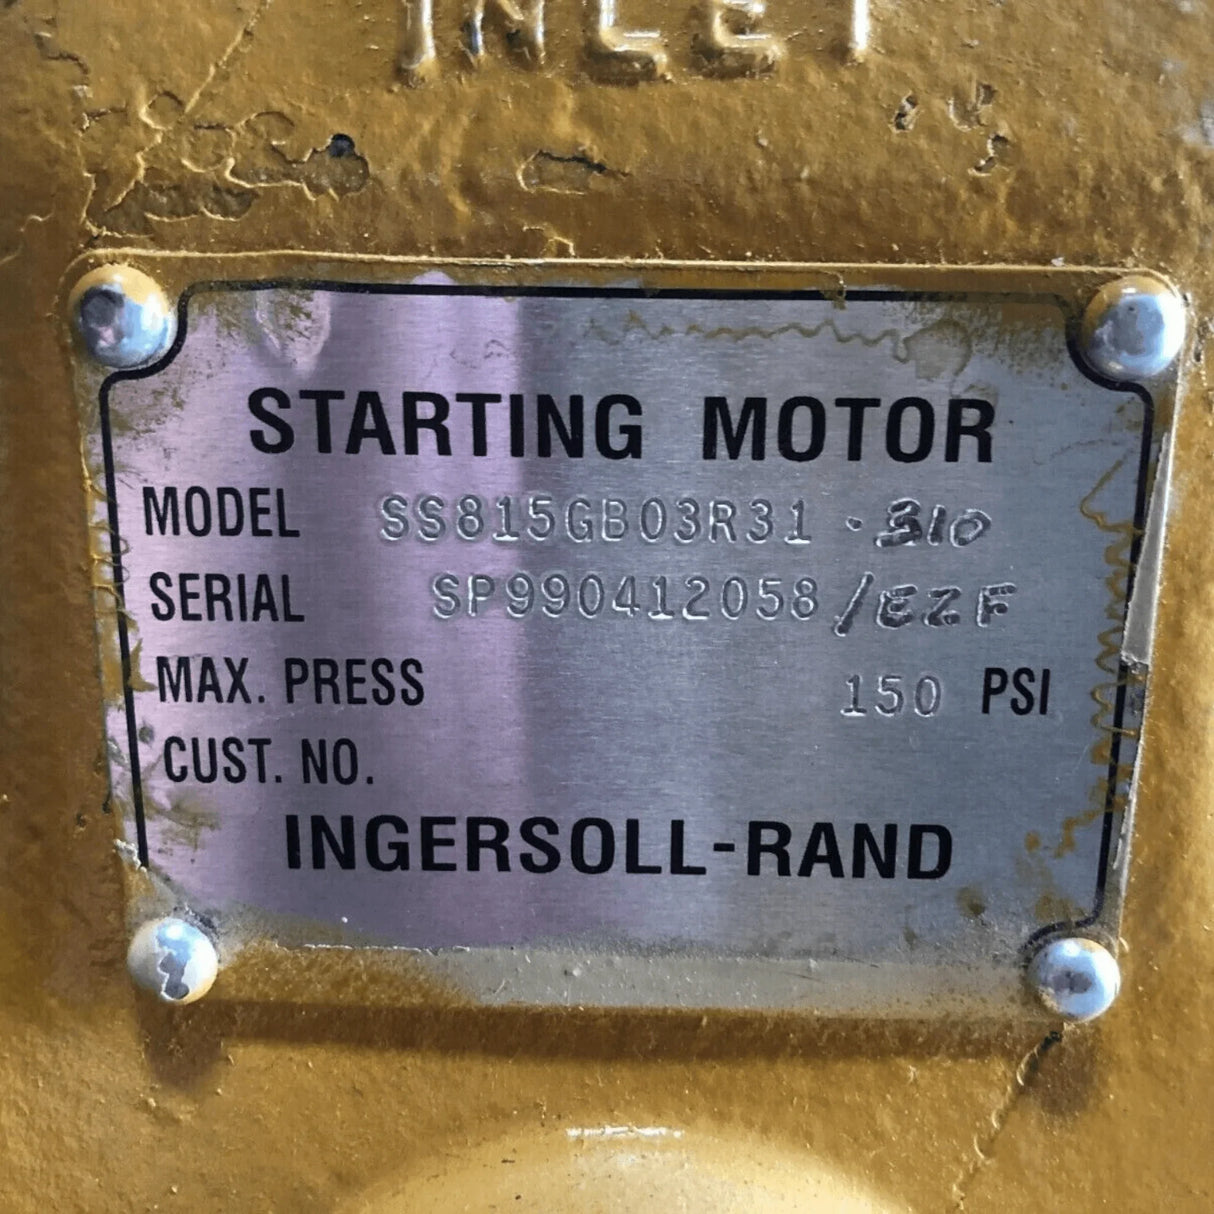 INLET
STARTING MOTOR
MODEL SS815GB03R31 · 310
SERIAL SP990412058/EZF
MAX. PRESS 150 PSI
CUST. NO.
INGERSOLL-RAND